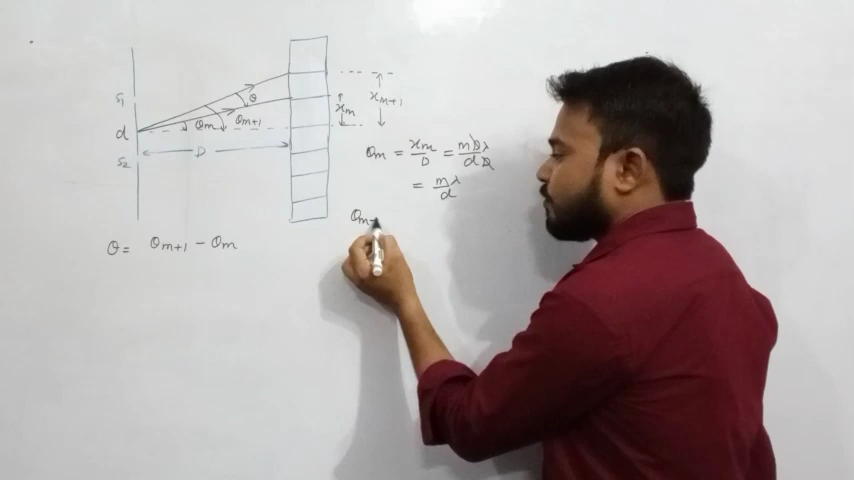 S₁
d
S₂
θ
θm
θm+1
D
xm
xm+1
θm = xm/D = mDλ/dD
= mλ/d
θm+
θ = θm+1 - θm